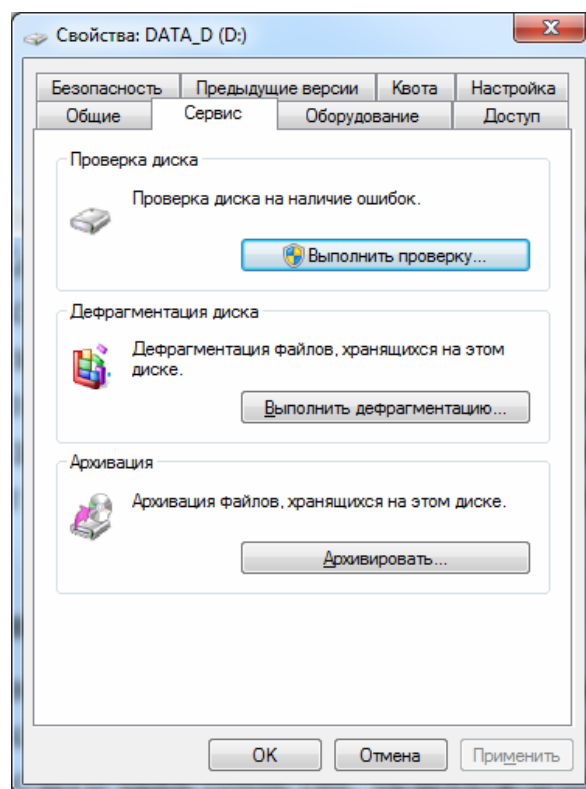 Свойства: DATA_D (D:)
Безопасность Предыдущие версии Квота Настройка
Общие Сервис Оборудование Доступ
Проверка диска
Проверка диска на наличие ошибок.
Выполнить проверку...
Дефрагментация диска
Дефрагментация файлов, хранящихся на этом
диске.
Выполнить дефрагментацию...
Архивация
Архивация файлов, хранящихся на этом диске.
Архивировать...
OK Отмена Применить